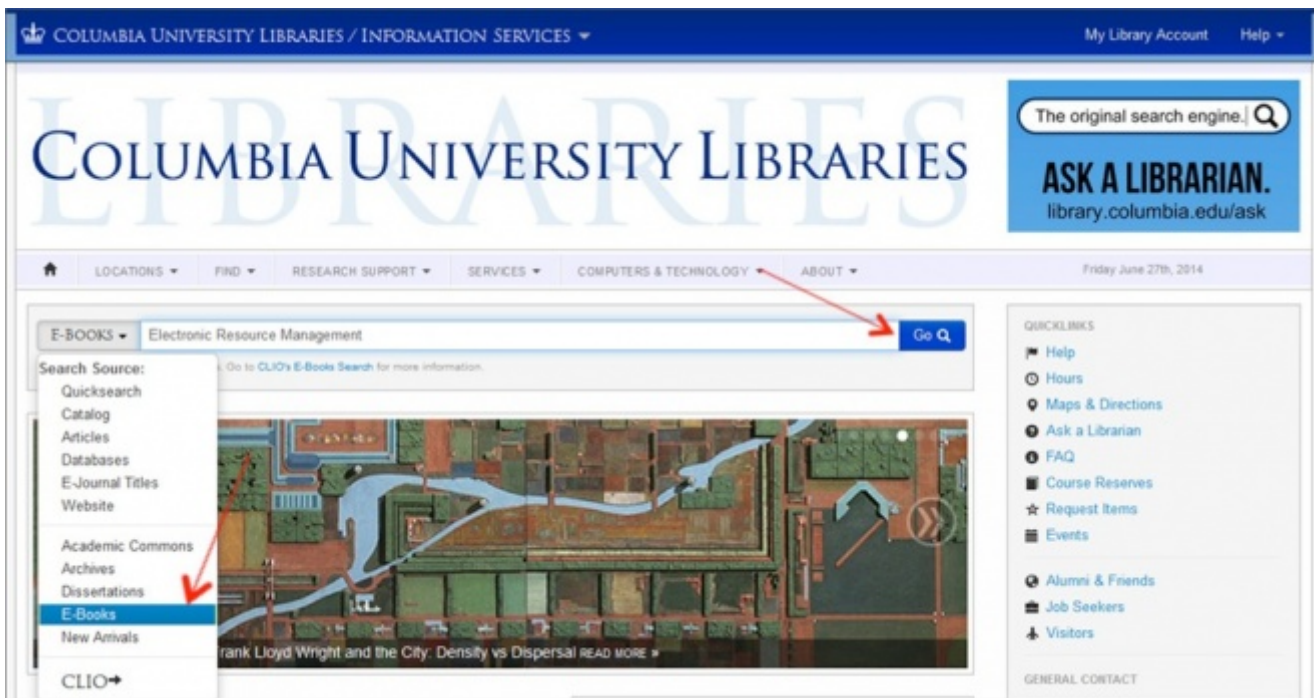 COLUMBIA UNIVERSITY LIBRARIES / INFORMATION SERVICES
My Library Account Help
LIBRARIES
COLUMBIA UNIVERSITY LIBRARIES
The original search engine.
ASK A LIBRARIAN.
library.columbia.edu/ask
LOCATIONS FIND RESEARCH SUPPORT SERVICES COMPUTERS & TECHNOLOGY ABOUT
Friday June 27th, 2014
E-BOOKS Electronic Resource Management Go
Go to CLIO's E-Books Search for more information.
Search Source:
Quicksearch
Catalog
Articles
Databases
E-Journal Titles
Website
Academic Commons
Archives
Dissertations
E-Books
New Arrivals
CLIO
rank Lloyd Wright and the City: Density vs Dispersal READ MORE »
QUICKLINKS
Help
Hours
Maps & Directions
Ask a Librarian
FAQ
Course Reserves
Request Items
Events
Alumni & Friends
Job Seekers
Visitors
GENERAL CONTACT